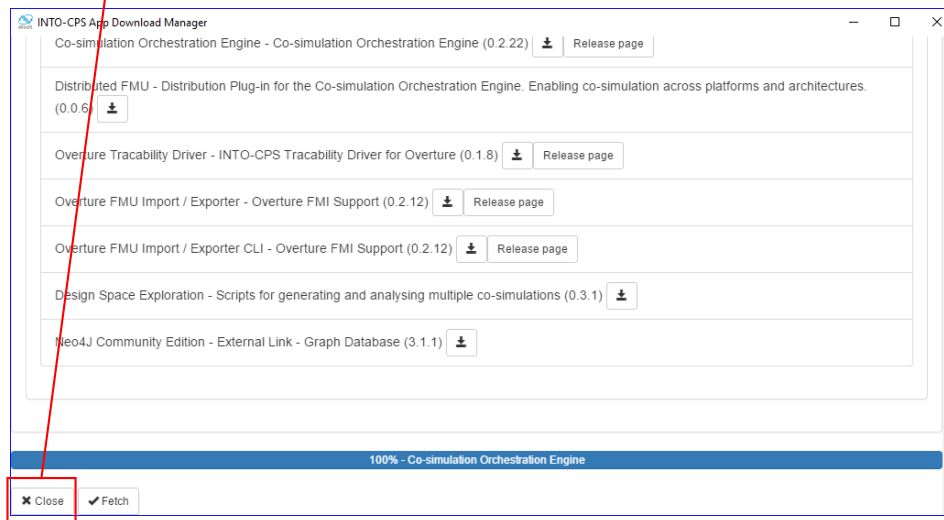 INTO-CPS App Download Manager
Co-simulation Orchestration Engine - Co-simulation Orchestration Engine (0.2.22) Release page
Distributed FMU - Distribution Plug-in for the Co-simulation Orchestration Engine. Enabling co-simulation across platforms and architectures.
(0.0.6)
Overture Tracability Driver - INTO-CPS Tracability Driver for Overture (0.1.8) Release page
Overture FMU Import / Exporter - Overture FMI Support (0.2.12) Release page
Overture FMU Import / Exporter CLI - Overture FMI Support (0.2.12) Release page
Design Space Exploration - Scripts for generating and analysing multiple co-simulations (0.3.1)
Neo4J Community Edition - External Link - Graph Database (3.1.1)
100% - Co-simulation Orchestration Engine
Close Fetch